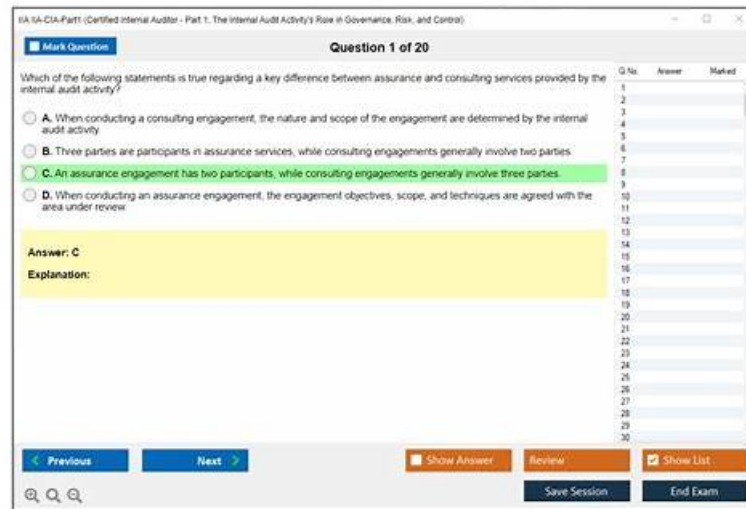 IIA IIA-CIA-Part1 (Certified Internal Auditor - Part 1, The Internal Audit Activity's Role in Governance, Risk, and Control)
Mark Question
Question 1 of 20
Which of the following statements is true regarding a key difference between assurance and consulting services provided by the
internal audit activity?
A. When conducting a consulting engagement, the nature and scope of the engagement are determined by the internal
audit activity.
B. Three parties are participants in assurance services, while consulting engagements generally involve two parties.
C. An assurance engagement has two participants, while consulting engagements generally involve three parties.
D. When conducting an assurance engagement, the engagement objectives, scope, and techniques are agreed with the
area under review.
Answer: C
Explanation:
Q.No. Answer Marked
1
2
3
4
5
6
7
8
9
10
11
12
13
14
15
16
17
18
19
20
21
22
23
24
25
26
27
28
29
30
Previous
Next
Show Answer
Review
Show List
Save Session
End Exam